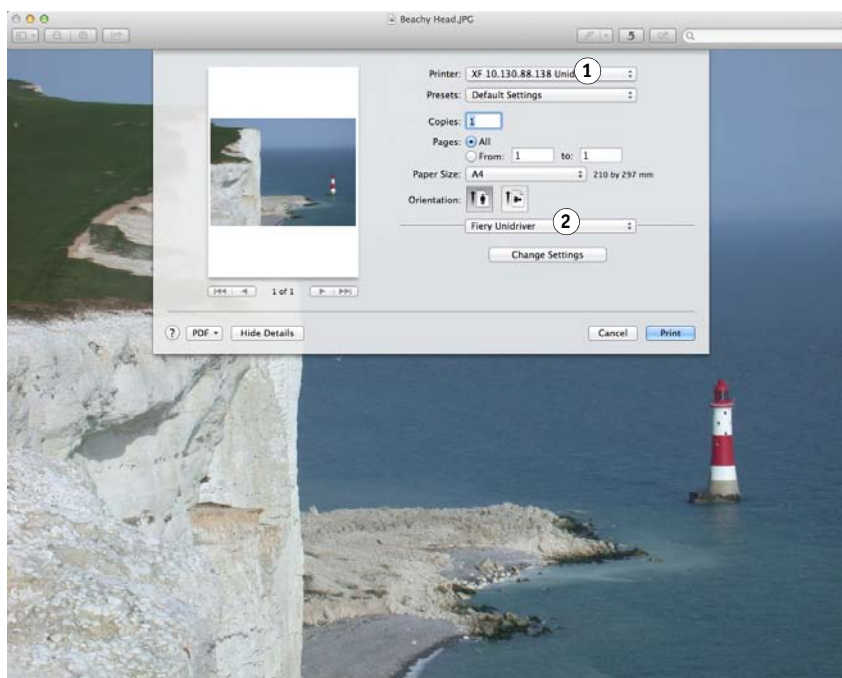 Beachy Head.JPG
Printer: XF 10.130.88.138 1
Presets: Default Settings
Copies: 1
Pages: All
From: 1 to: 1
Paper Size: A4 210 by 297 mm
Orientation:
Fiery Unidriver 2
Change Settings
1 of 1
? PDF Hide Details Cancel Print